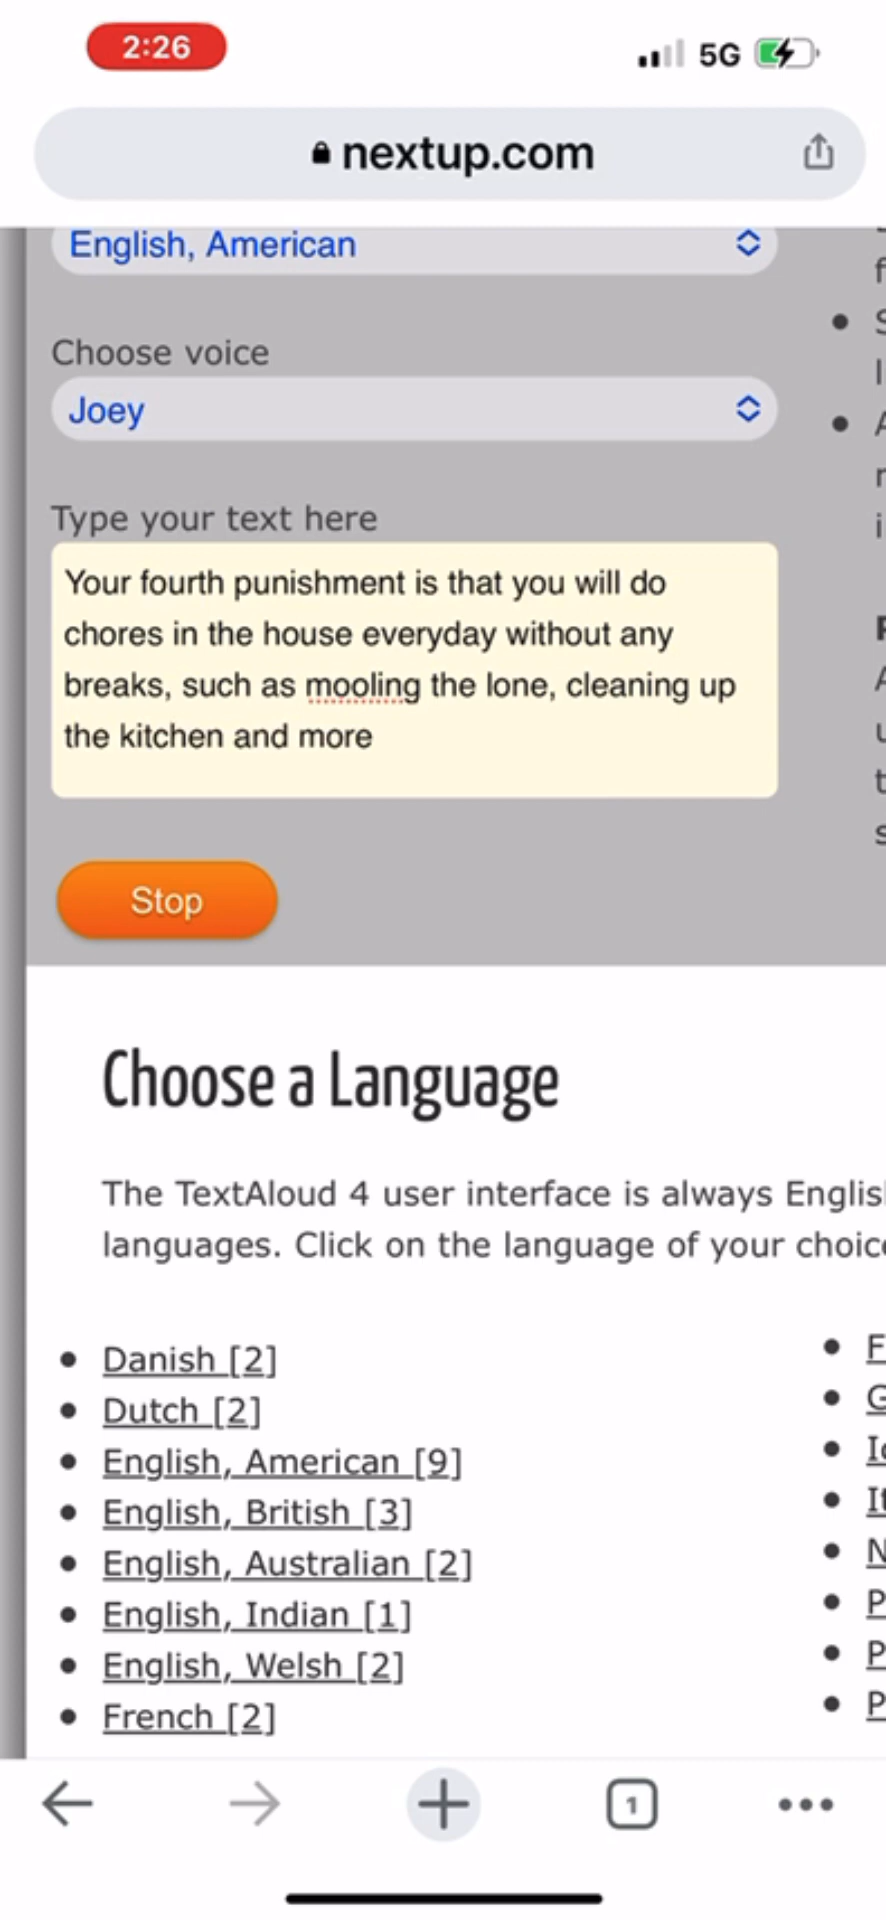 2:26
5G
nextup.com
English, American
Choose voice
Joey
Type your text here
Your fourth punishment is that you will do
chores in the house everyday without any
breaks, such as mooling the lone, cleaning up
the kitchen and more
Stop
Choose a Language
The TextAloud 4 user interface is always
languages. Click on the language of your
Danish [2]
Dutch [2]
English, American [9]
English, British [3]
English, Australian [2]
English, Indian [1]
English, Welsh [2]
French [2]
1